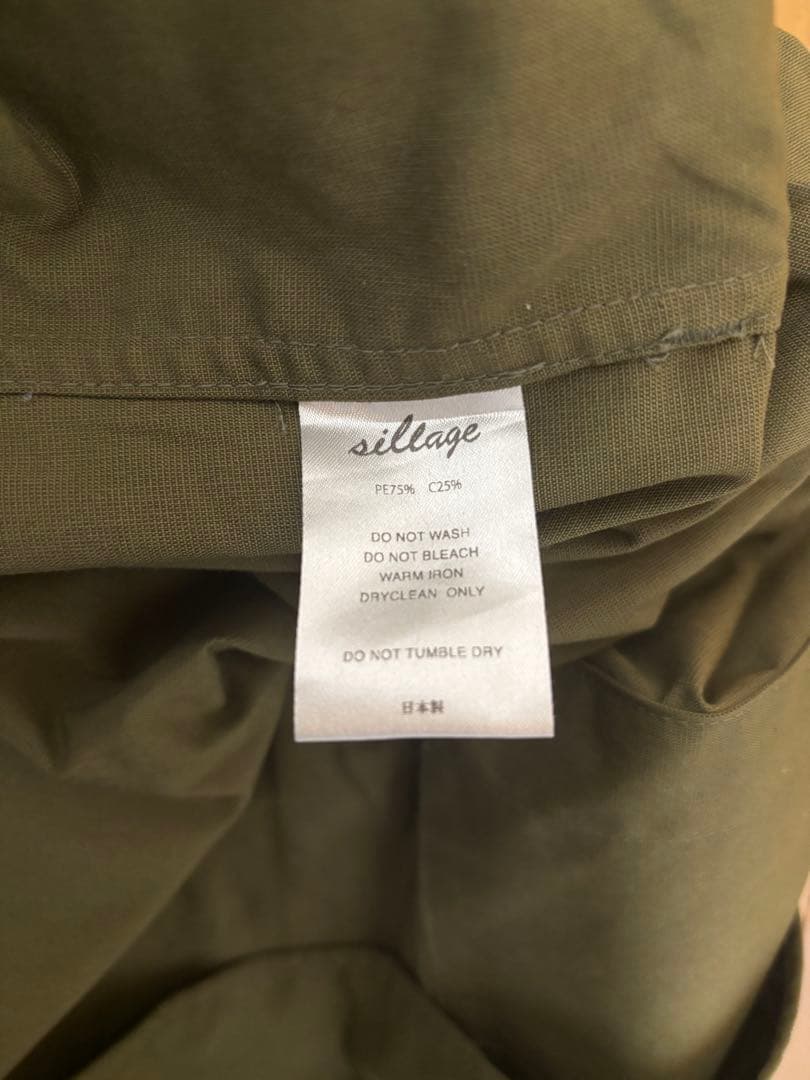 sillage
PE75% C25%
DO NOT WASH
DO NOT BLEACH
WARM IRON
DRYCLEAN ONLY
DO NOT TUMBLE DRY
日本製